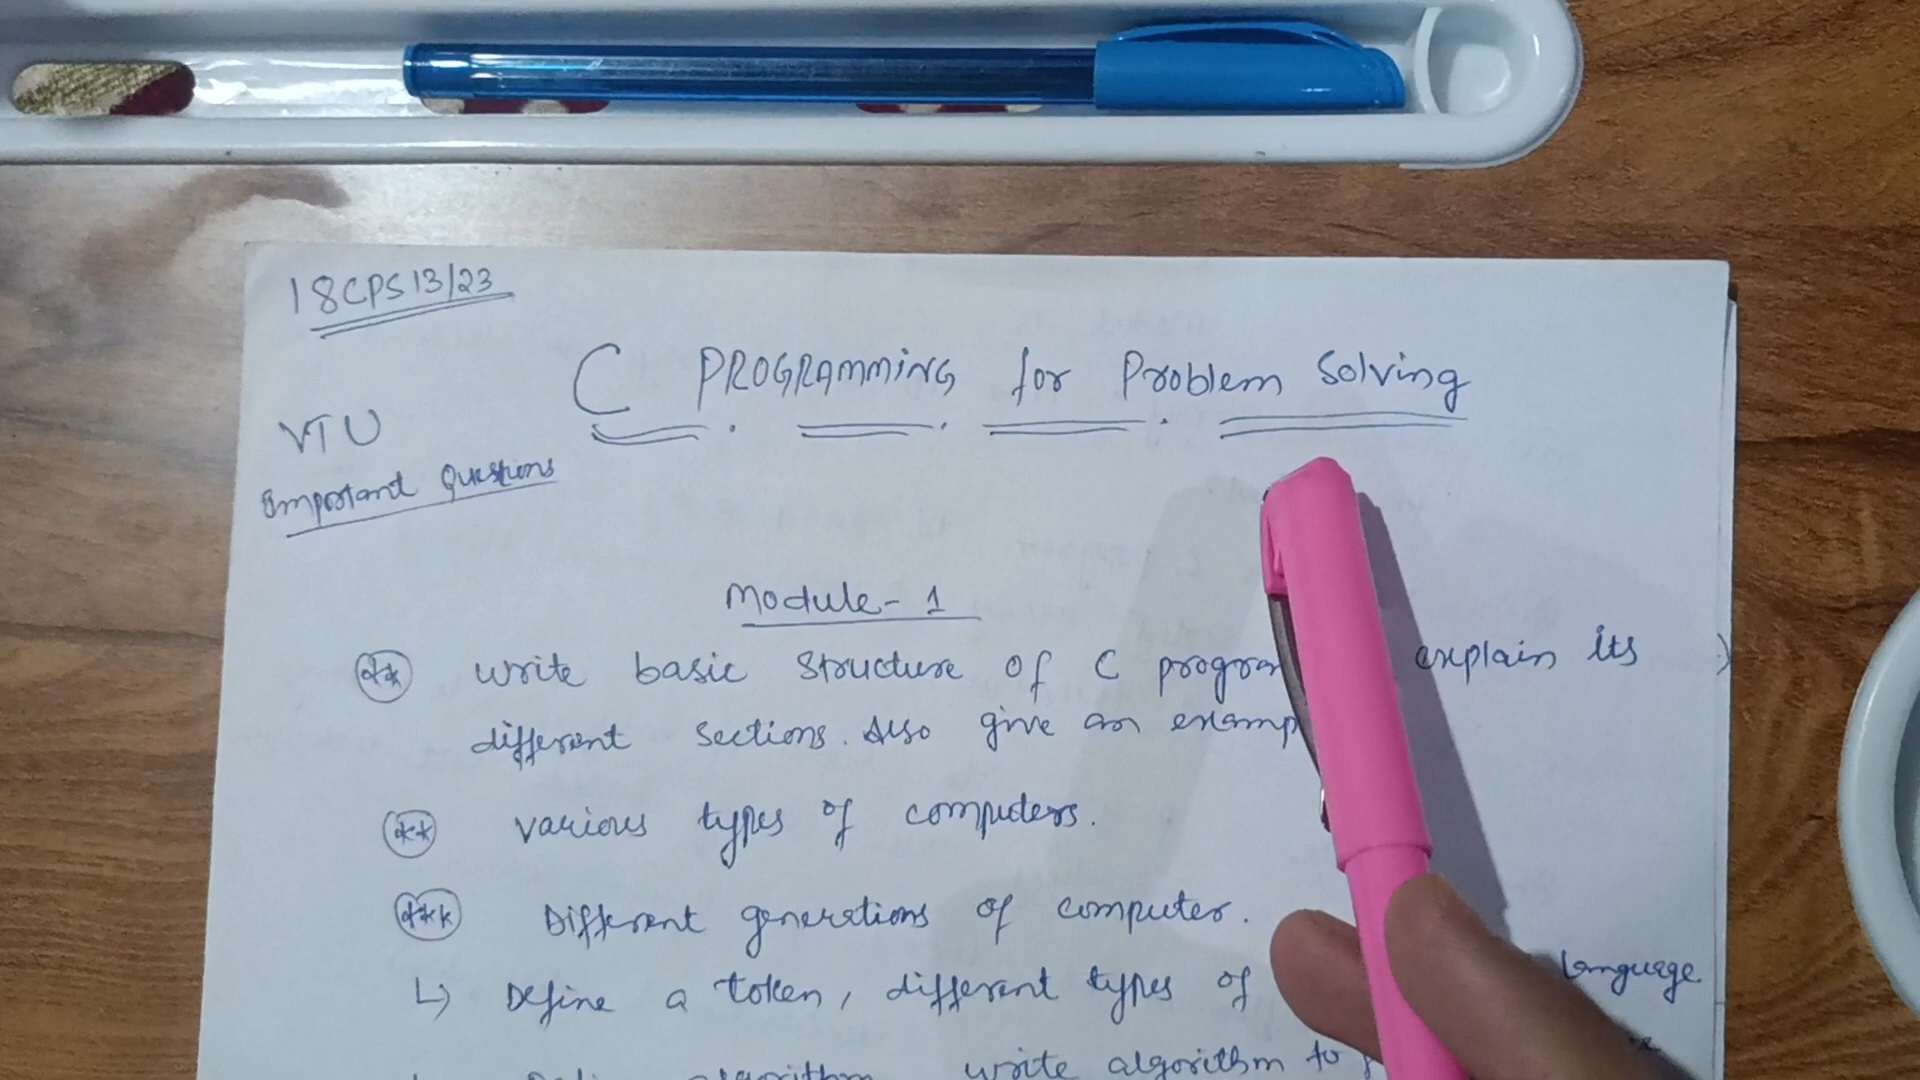 18CPS13/23
C PROGRAMMING for Problem Solving
VTU
Important Questions
Module-1
** write basic structure of C progra explain its
different sections. Also give an examp
** various types of computers.
*** Different generations of computer.
↳ Define a token, different types of language
algorithm write algorithm to